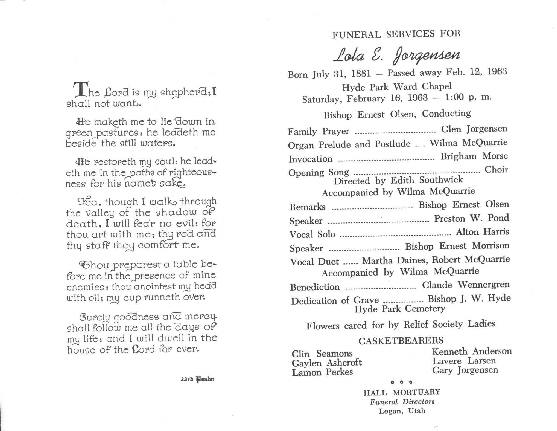 The Lord is my shepherd; I
shall not want.
He maketh me to lie down in
green pastures: he leadeth me
beside the still waters.
He restoreth my soul: he lead-
eth me in the paths of righteous-
ness for his name's sake.
Yea, though I walk through
the valley of the shadow of
death, I will fear no evil: for
thou art with me; thy rod and
thy staff they comfort me.
Thou preparest a table be-
fore me in the presence of mine
enemies: thou anointest my head
with oil; my cup runneth over.
Surely goodness and mercy
shall follow me all the days of
my life: and I will dwell in the
house of the Lord for ever.
23rd Psalm
FUNERAL SERVICES FOR
Lola E. Jorgensen
Born July 31, 1881 — Passed away Feb. 12, 1963
Hyde Park Ward Chapel
Saturday, February 16, 1963 — 1:00 p. m.
Bishop Ernest Olsen, Conducting
Family Prayer ........ Glen Jorgensen
Organ Prelude and Postlude .... Wilma McQuarrie
Invocation ........ Brigham Morse
Opening Song ........ Choir
Directed by Edith Southwick
Accompanied by Wilma McQuarrie
Remarks ........ Bishop Ernest Olsen
Speaker ........ Preston W. Pond
Vocal Solo ........ Alton Harris
Speaker ........ Bishop Ernest Morrison
Vocal Duet ...... Martha Daines, Robert McQuarrie
Accompanied by Wilma McQuarrie
Benediction ........ Claude Wennergren
Dedication of Grave ........ Bishop J. W. Hyde
Hyde Park Cemetery
Flowers cared for by Relief Society Ladies
CASKETBEARERS
Clin Seamons
Gaylen Ashcroft
Lamon Perkes
Kenneth Anderson
Lavere Larsen
Gary Jorgensen
HALL MORTUARY
Funeral Directors
Logan, Utah